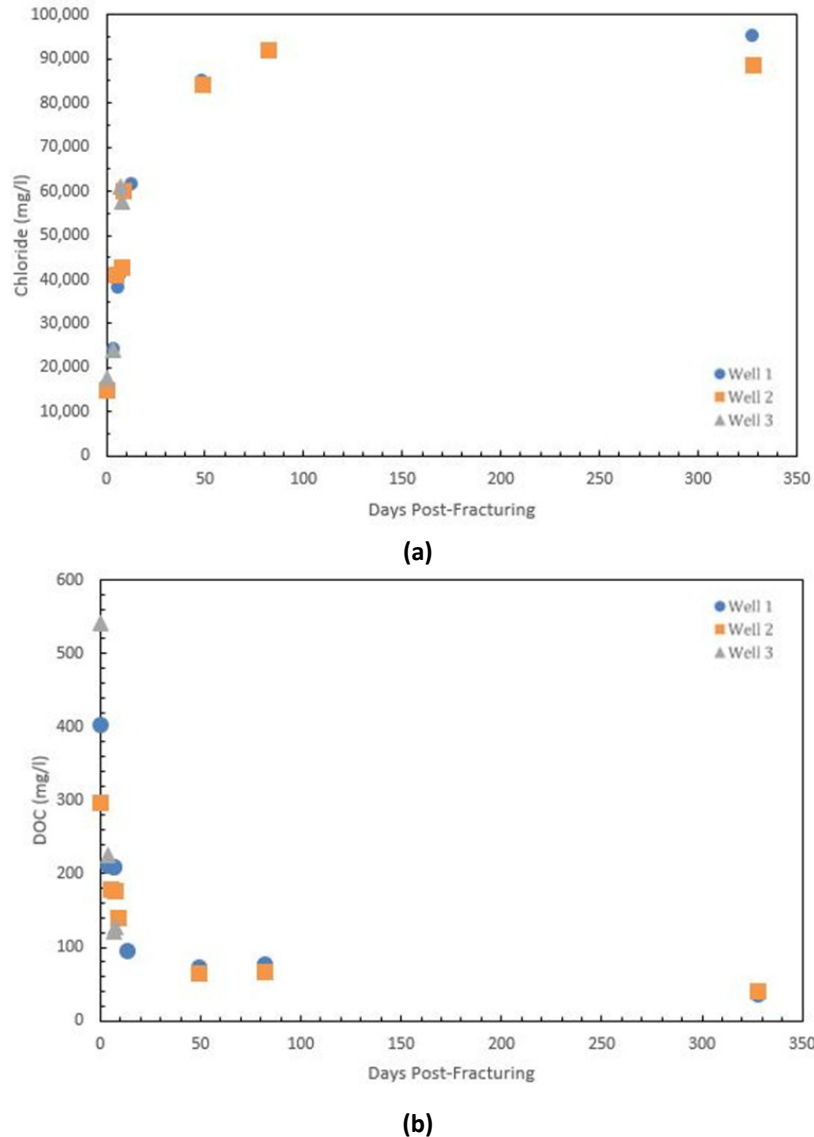 100,000
90,000
80,000
70,000
60,000
50,000
40,000
30,000
20,000
10,000
0
Chloride (mg/l)
Well 1
Well 2
Well 3
0 50 100 150 200 250 300 350
Days Post-Fracturing
(a)
600
500
400
300
200
100
0
DOC (mg/l)
Well 1
Well 2
Well 3
0 50 100 150 200 250 300 350
Days Post-Fracturing
(b)